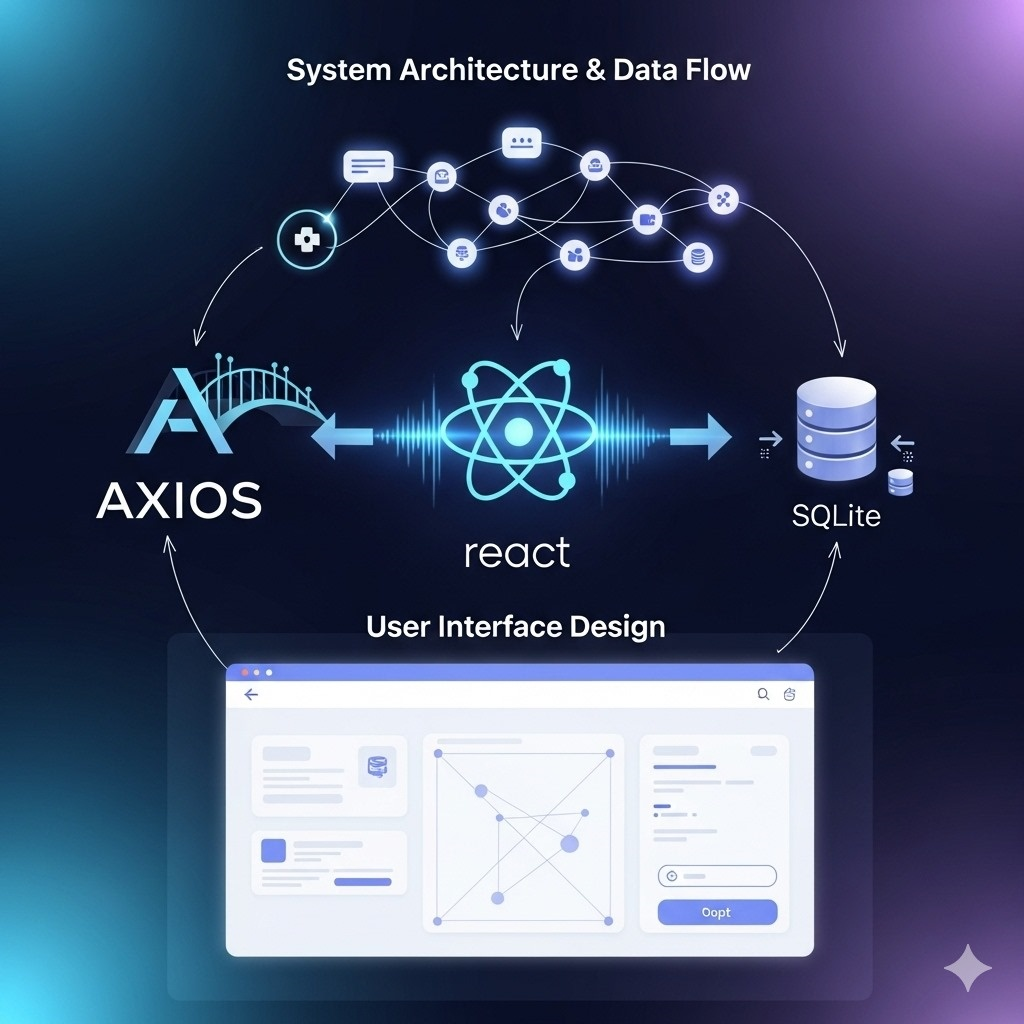 System Architecture & Data Flow
AXIOS
react
SQLite
User Interface Design
Oopt